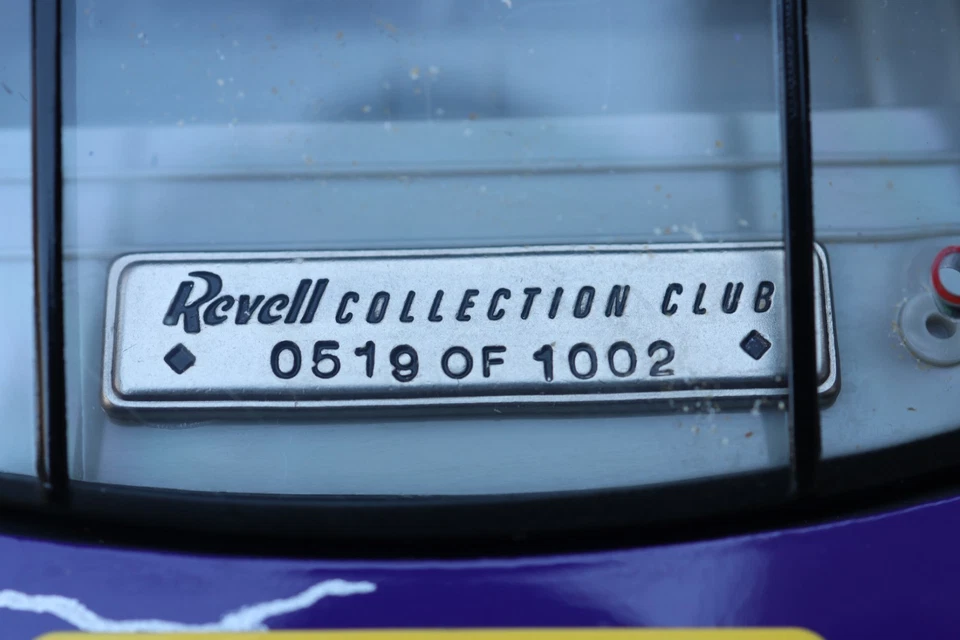 Revell COLLECTION CLUB
0519 OF 1002